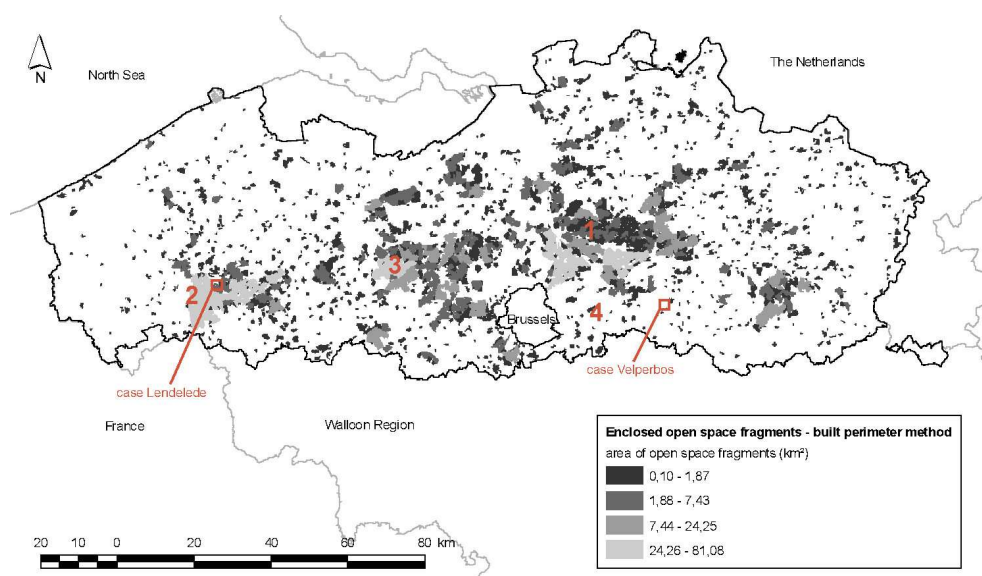 N
North Sea
The Netherlands
1
3
2
4
Brussels
case Lendelede
case Velperbos
France
Walloon Region
Enclosed open space fragments - built perimeter method
area of open space fragments (km²)
0,10 - 1,87
1,88 - 7,43
7,44 - 24,25
24,26 - 81,08
20 10 0 20 40 60 80 km